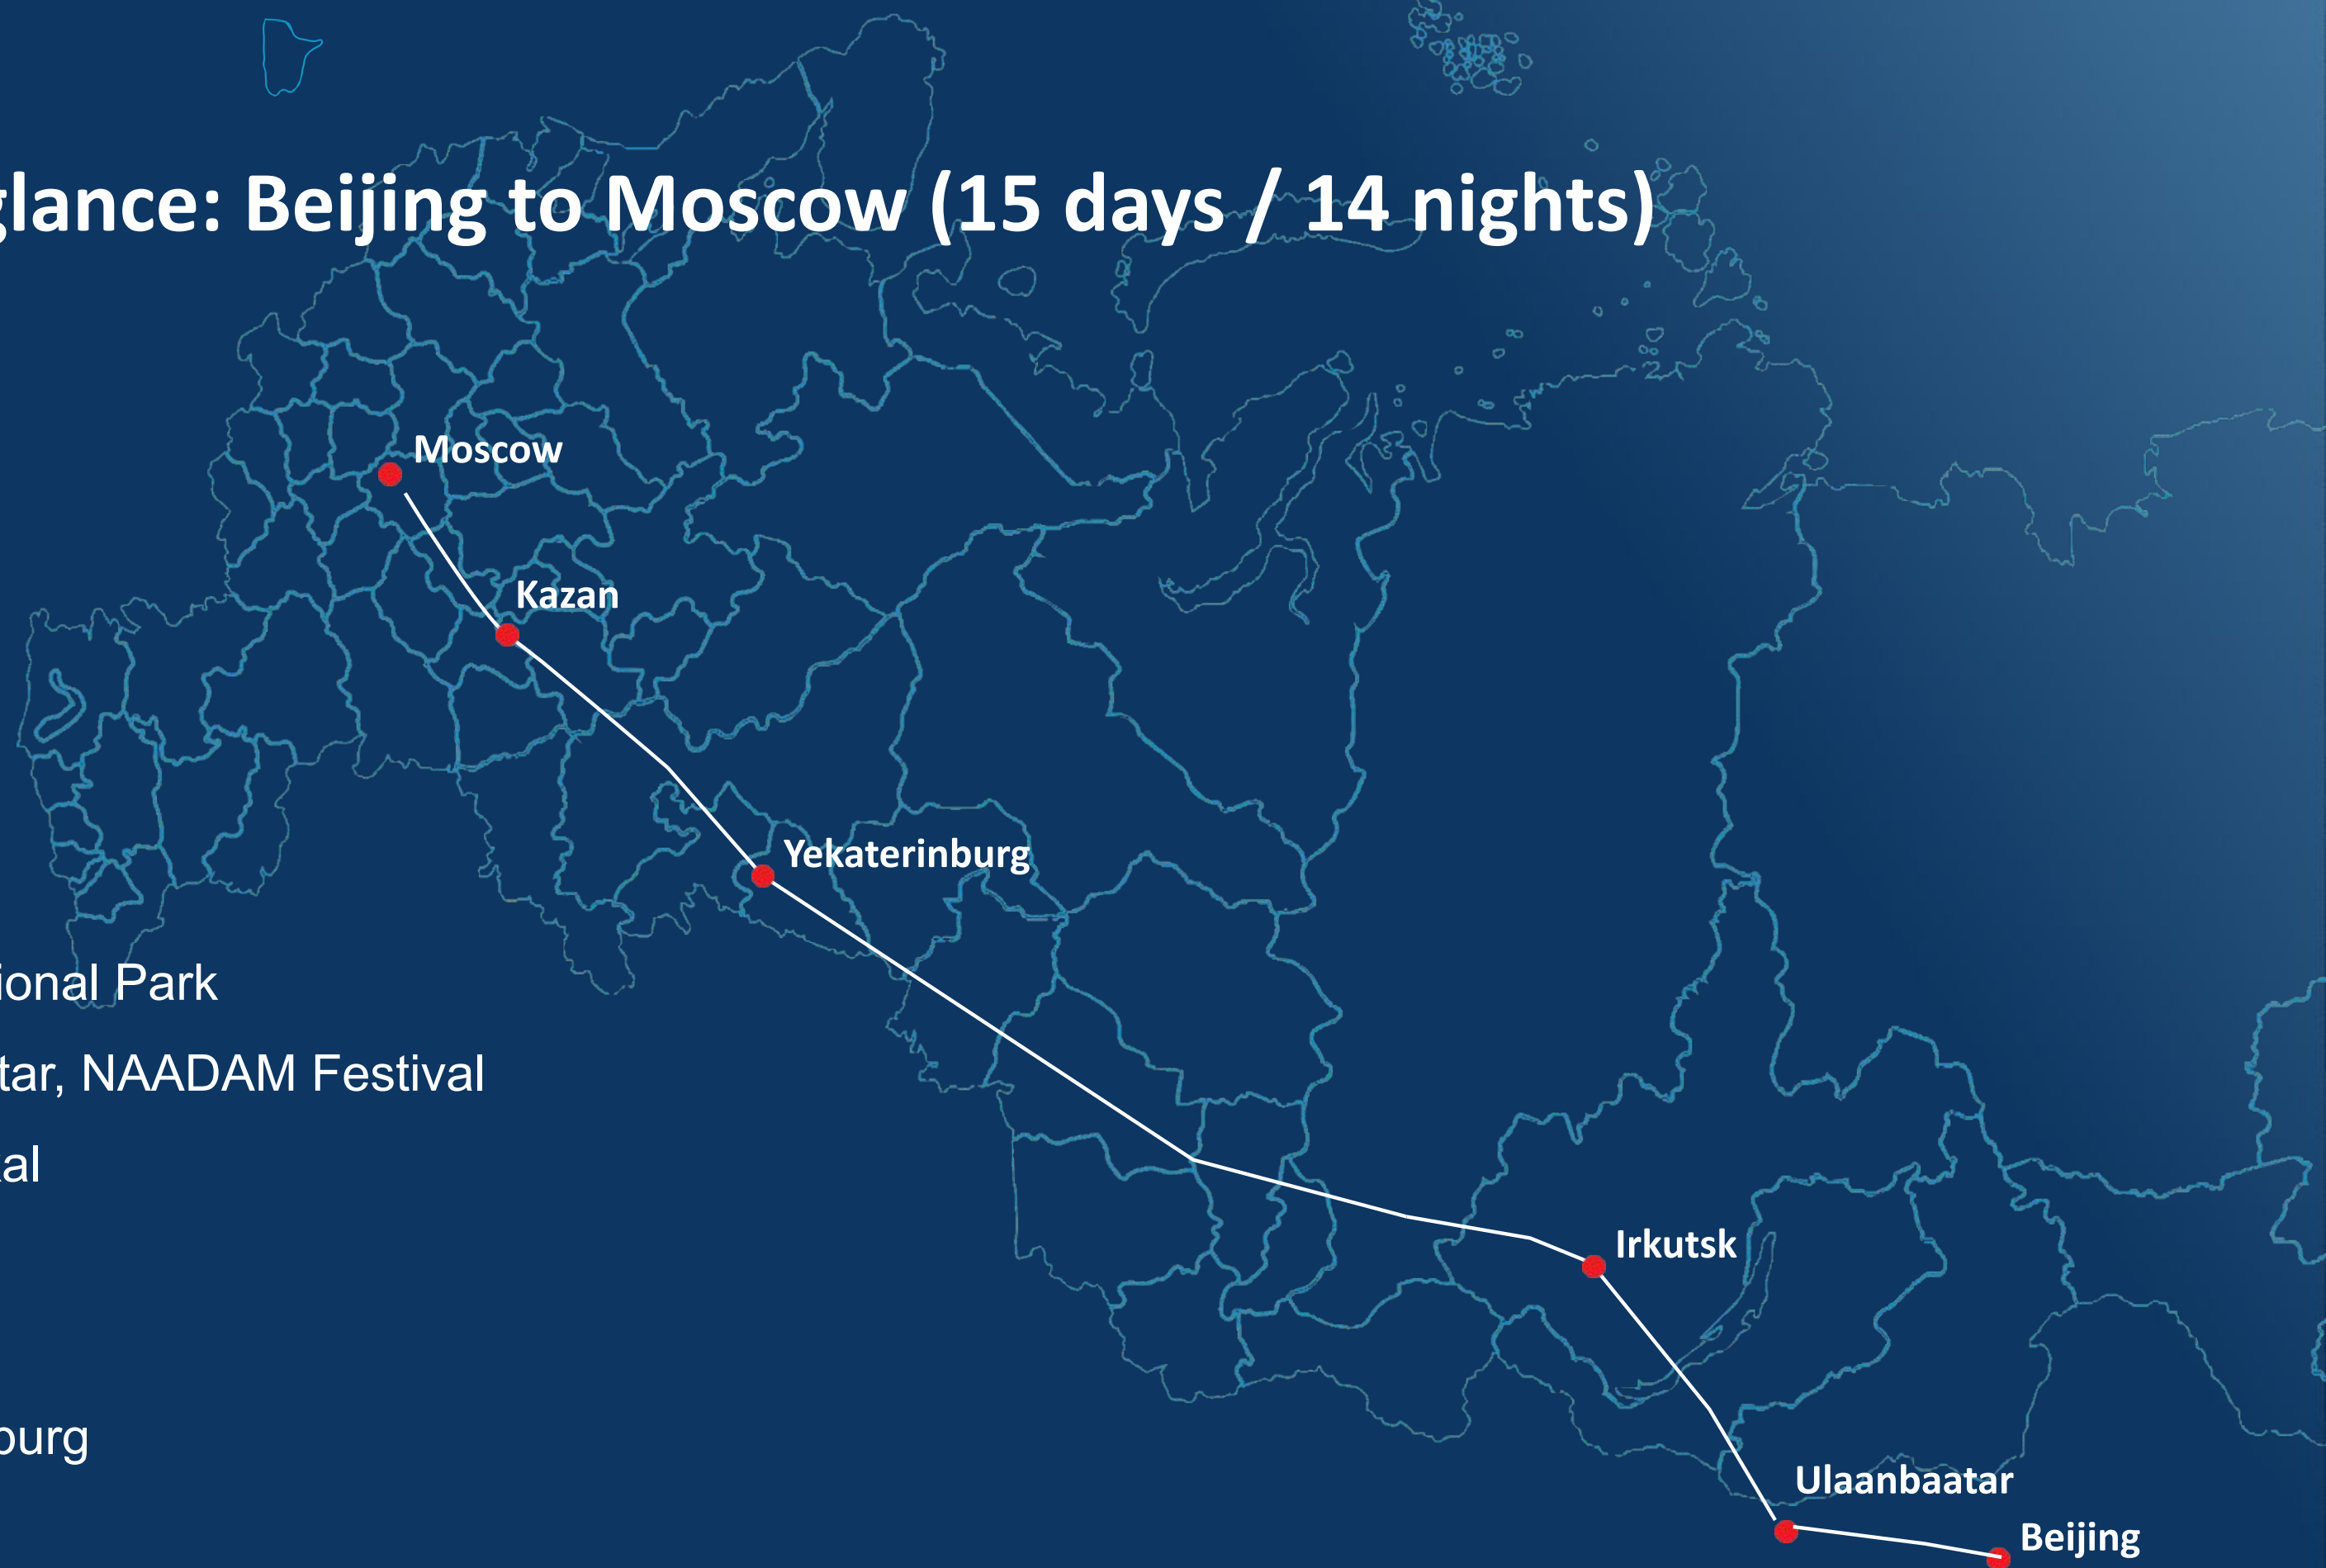 glance: Beijing to Moscow (15 days / 14 nights)
Moscow
Kazan
Yekaterinburg
ional Park
tar, NAADAM Festival
al
Irkutsk
burg
Ulaanbaatar
Beijing